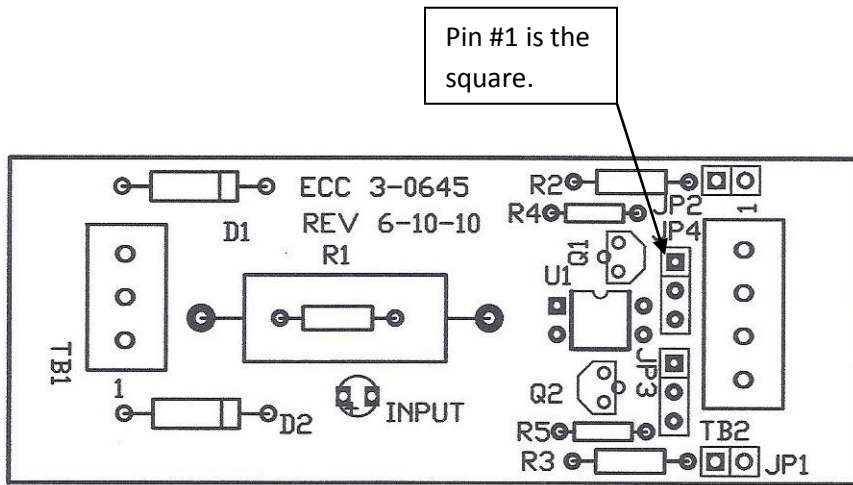 Pin #1 is the
square.
ECC 3-0645
REV 6-10-10
D1
R1
R2
JP2
1
R4
JP4
Q1
U1
TB1
1
D2
+
INPUT
JP3
Q2
R5
TB2
R3
JP1